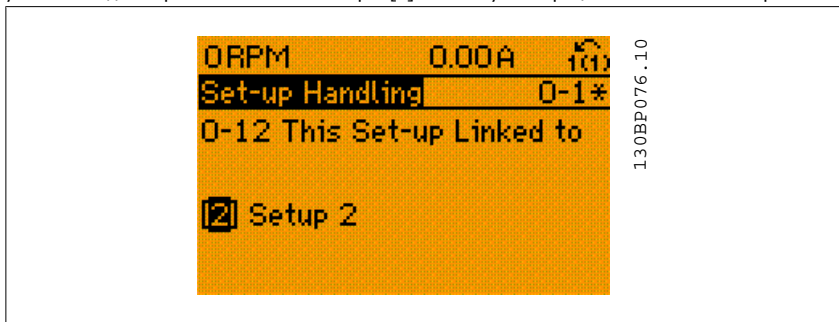 0RPM 0.00A 1(1)
Set-up Handling 0-1*
0-12 This Set-up Linked to
[2] Setup 2
130BP076.10